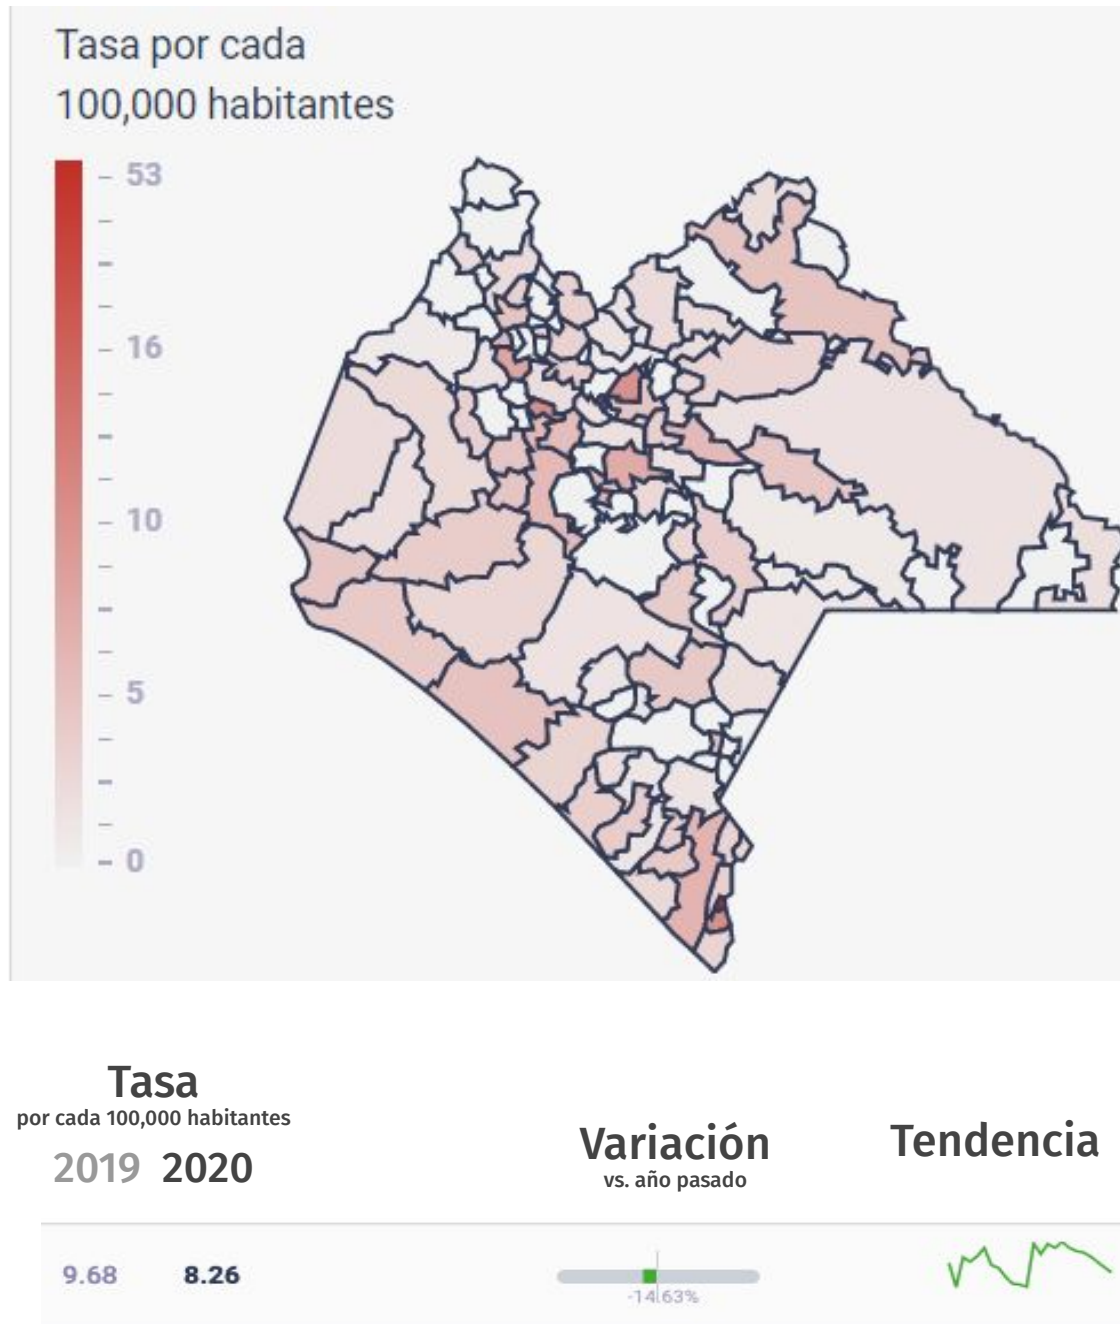 Tasa por cada
100,000 habitantes
53
16
10
5
0
Tasa
por cada 100,000 habitantes
2019 2020
Variación
vs. año pasado
Tendencia
9.68 8.26
-14.63%